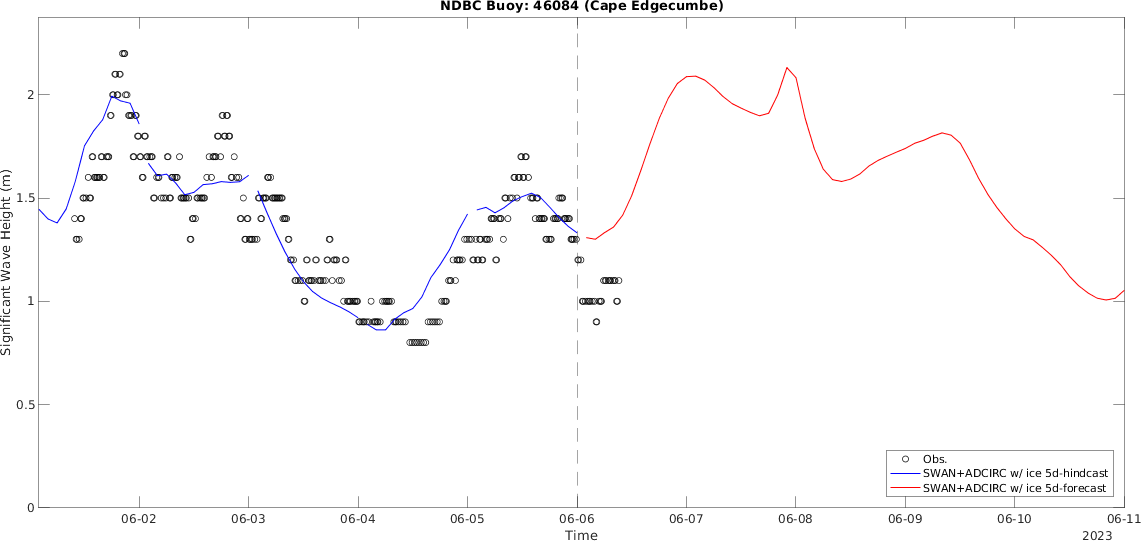 NDBC Buoy: 46084 (Cape Edgecumbe)
Significant Wave Height (m)
2
1.5
1
0.5
0
06-02
06-03
06-04
06-05
06-06
06-07
06-08
06-09
06-10
06-11
Time
2023
Obs.
SWAN+ADCIRC w/ ice 5d-hindcast
SWAN+ADCIRC w/ ice 5d-forecast